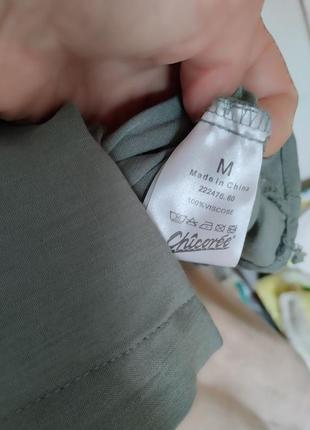 M
Made in China
222476.60
100%VISCOSE
Chicorée